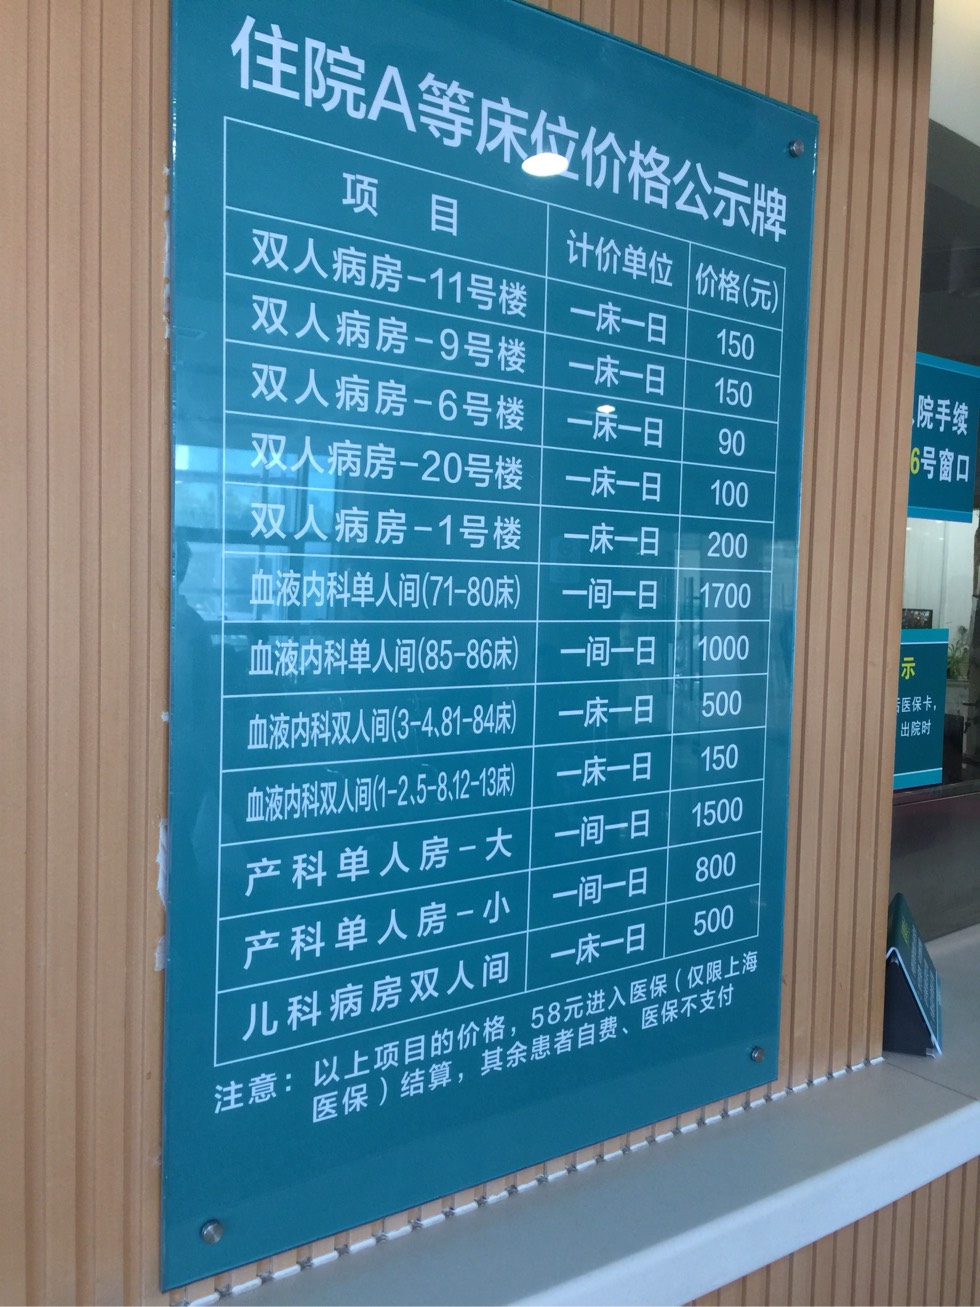 住院A等床位价格公示牌
项 目 计价单位 价格(元)
双人病房-11号楼 一床一日 150
双人病房-9号楼 一床一日 150
双人病房-6号楼 一床一日 90
双人病房-20号楼 一床一日 100
双人病房-1号楼 一床一日 200
血液内科单人间(71-80床) 一间一日 1700
血液内科单人间(85-86床) 一间一日 1000
血液内科双人间(3-4、81-84床) 一床一日 500
血液内科双人间(1-2、5-8、12-13床) 一床一日 150
产科单人房-大 一间一日 1500
产科单人房-小 一间一日 800
儿科病房双人间 一床一日 500
注意：以上项目的价格，58元进入医保（仅限上海
医保）结算，其余患者自费、医保不支付
院手续
6号窗口
示
医保卡，
出院时